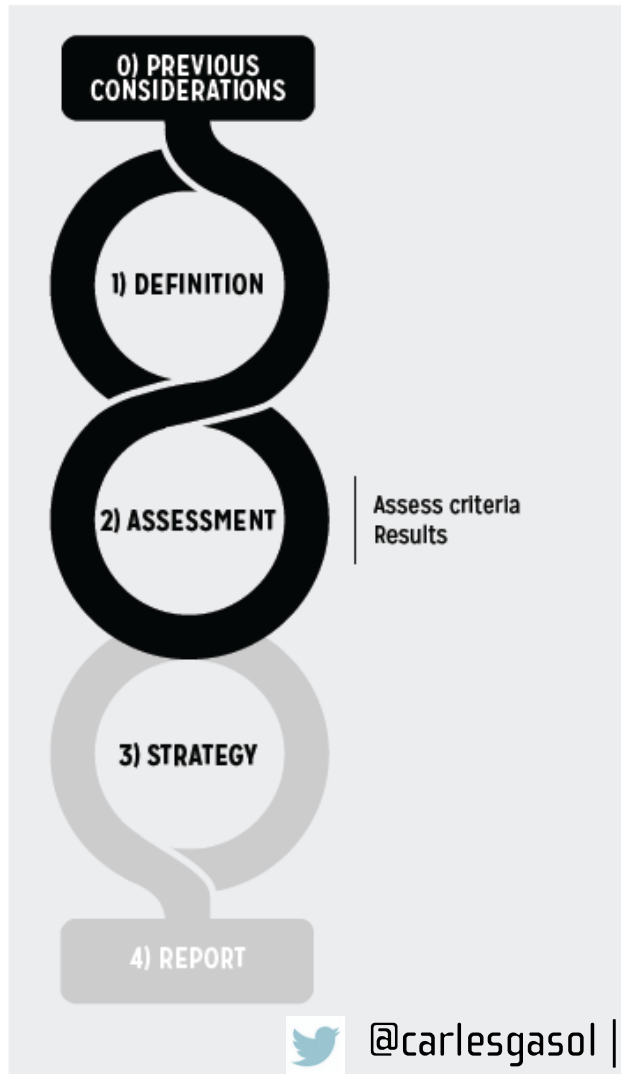 0) PREVIOUS
CONSIDERATIONS
1) DEFINITION
2) ASSESSMENT
Assess criteria
Results
3) STRATEGY
4) REPORT
@carlesgasol |